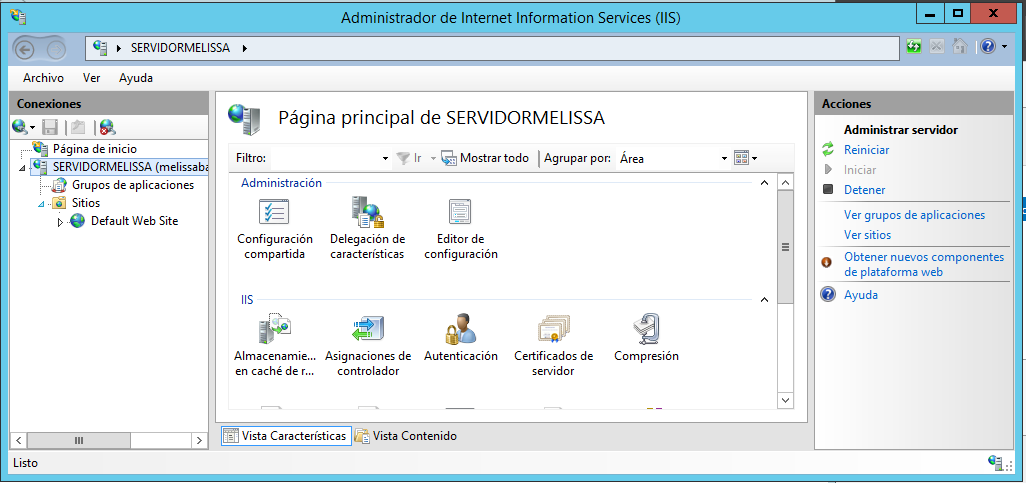 Administrador de Internet Information Services (IIS)
SERVIDORMELISSA
Archivo Ver Ayuda
Conexiones
Página de inicio
SERVIDORMELISSA (melissaba
Grupos de aplicaciones
Sitios
Default Web Site
Página principal de SERVIDORMELISSA
Filtro: Ir Mostrar todo Agrupar por: Área
Administración
Configuración compartida
Delegación de características
Editor de configuración
IIS
Almacenamie... en caché de r...
Asignaciones de controlador
Autenticación
Certificados de servidor
Compresión
Vista Características Vista Contenido
Acciones
Administrar servidor
Reiniciar
Iniciar
Detener
Ver grupos de aplicaciones
Ver sitios
Obtener nuevos componentes
de plataforma web
Ayuda
Listo